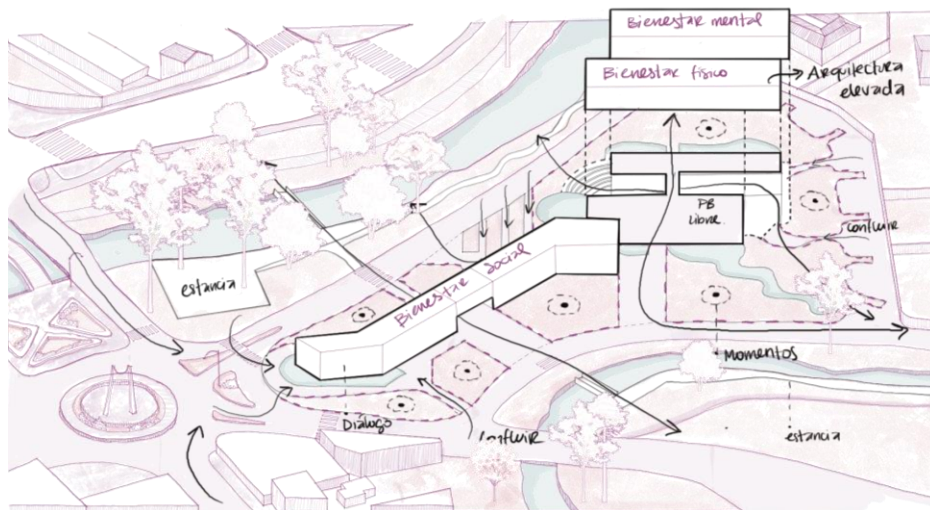 Bienestar mental
Bienestar físico
Arquitectura
elevada
PB
libre
confluir
estancia
Bienestar social
Momentos
Diálogo
Confluir
estancia